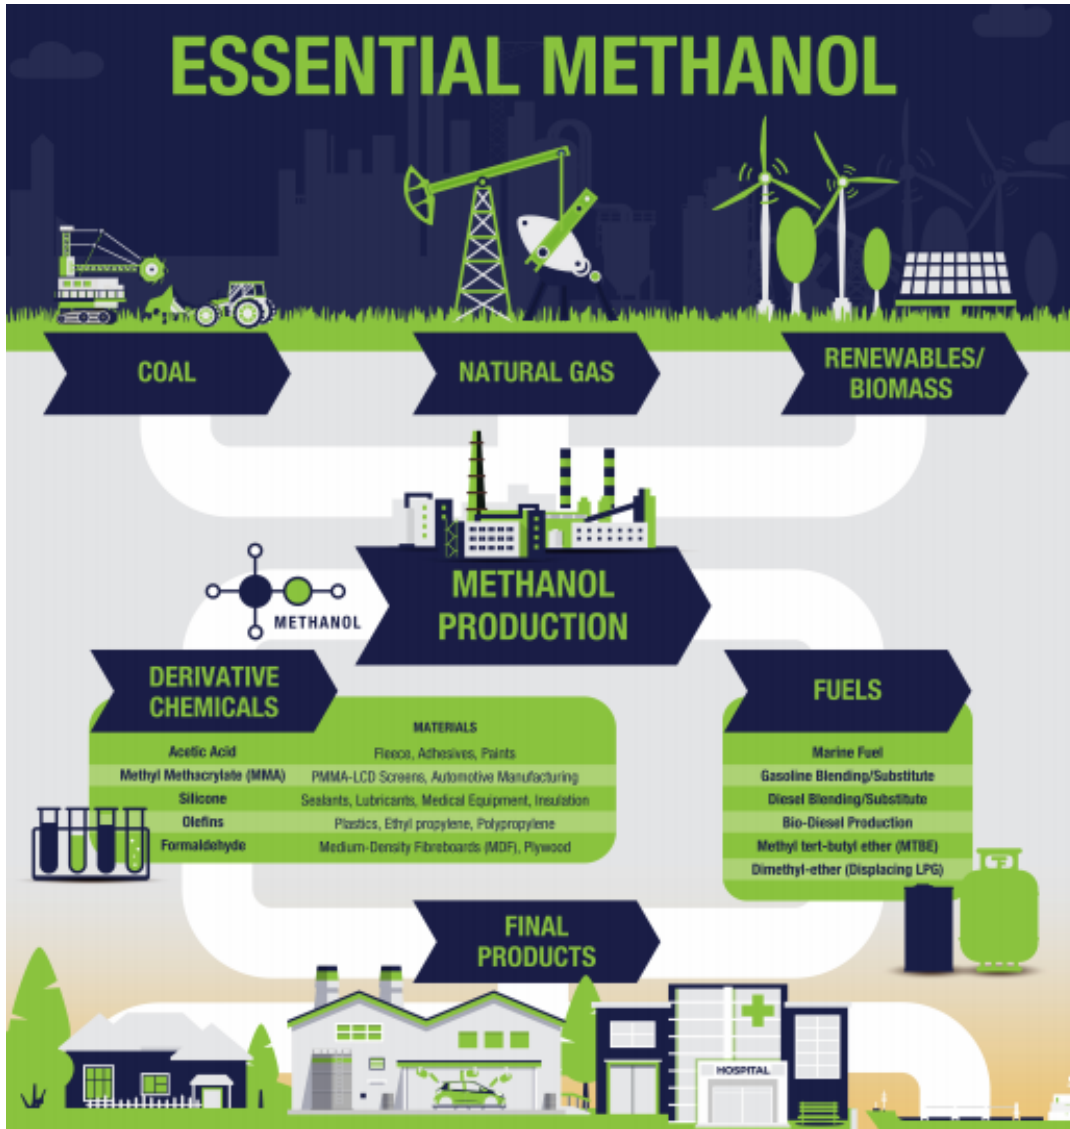 ESSENTIAL METHANOL
COAL
NATURAL GAS
RENEWABLES/
BIOMASS
METHANOL
PRODUCTION
METHANOL
DERIVATIVE
CHEMICALS
MATERIALS
Acetic Acid
Fleece, Adhesives, Paints
Methyl Methacrylate (MMA)
PMMA-LCD Screens, Automotive Manufacturing
Silicone
Sealants, Lubricants, Medical Equipment, Insulation
Olefins
Plastics, Ethyl propylene, Polypropylene
Formaldehyde
Medium-Density Fibreboards (MDF), Plywood
FUELS
Marine Fuel
Gasoline Blending/Substitute
Diesel Blending/Substitute
Bio-Diesel Production
Methyl tert-butyl ether (MTBE)
Dimethyl-ether (Displacing LPG)
FINAL
PRODUCTS
HOSPITAL